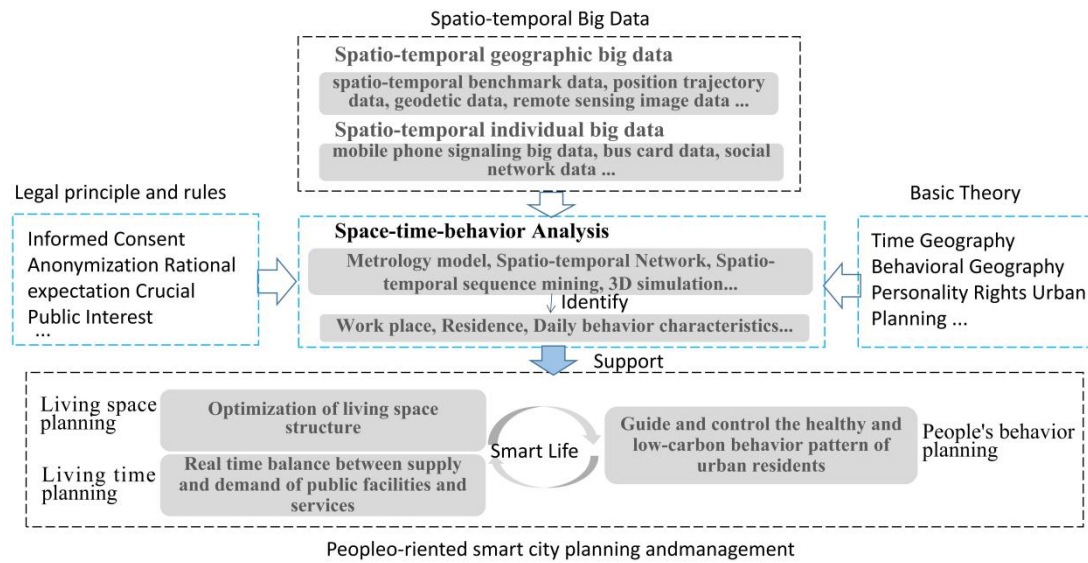 Spatio-temporal Big Data
Spatio-temporal geographic big data
spatio-temporal benchmark data, position trajectory
data, geodetic data, remote sensing image data ...
Spatio-temporal individual big data
mobile phone signaling big data, bus card data, social
network data ...
Legal principle and rules
Informed Consent
Anonymization Rational
expectation Crucial
Public Interest
...
Space-time-behavior Analysis
Metrology model, Spatio-temporal Network, Spatio-
temporal sequence mining, 3D simulation...
Identify
Work place, Residence, Daily behavior characteristics...
Basic Theory
Time Geography
Behavioral Geography
Personality Rights Urban
Planning ...
Support
Living space
planning
Optimization of living space
structure
Living time
planning
Real time balance between supply
and demand of public facilities and
services
Smart Life
Guide and control the healthy and
low-carbon behavior pattern of
urban residents
People's behavior
planning
Peopleo-riented smart city planning andmanagement